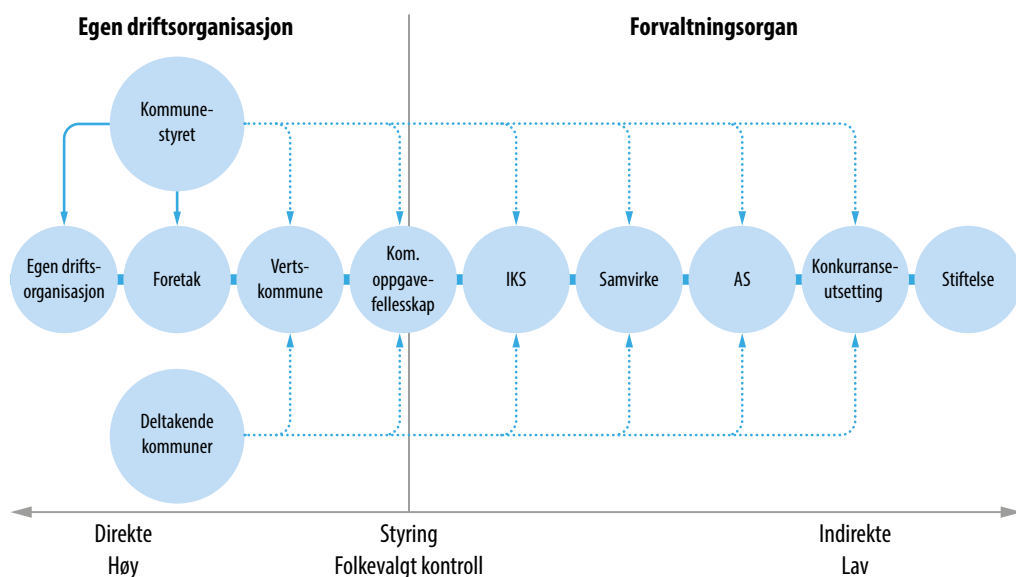 Egen driftsorganisasjon
Forvaltningsorgan
Kommune-
styret
Egen drifts-
organisasjon
Foretak
Verts-
kommune
Kom.
oppgave-
fellesskap
IKS
Samvirke
AS
Konkurranse-
utsetting
Stiftelse
Deltakende
kommuner
Direkte
Høy
Styring
Folkevalgt kontroll
Indirekte
Lav